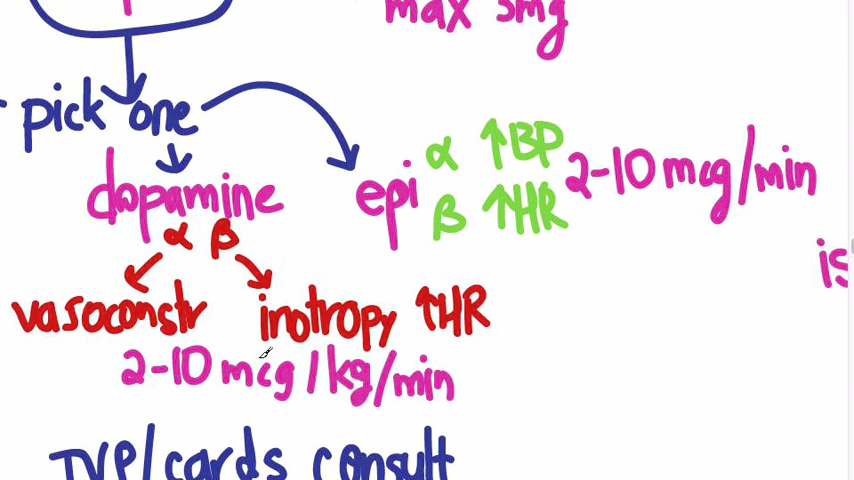 max 3mg
pick one
dopamine
epi
α ↑BP
β ↑HR
2-10 mcg/min
α β
vasoconstr
inotropy ↑HR
2-10 mcg/kg/min
TVP/cards consult
is